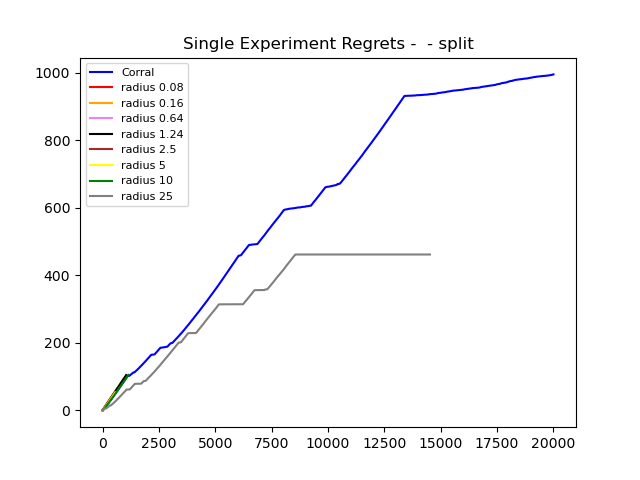 Single Experiment Regrets -  - split
Corral
radius 0.08
radius 0.16
radius 0.64
radius 1.24
radius 2.5
radius 5
radius 10
radius 25
1000
800
600
400
200
0
0 2500 5000 7500 10000 12500 15000 17500 20000